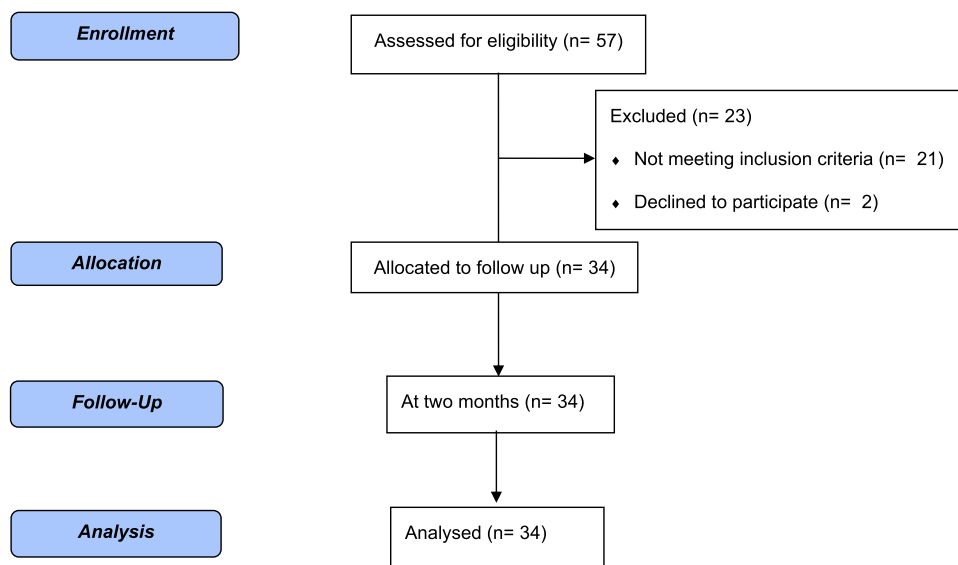 Enrollment
Assessed for eligibility (n= 57)
Excluded (n= 23)
♦ Not meeting inclusion criteria (n=  21)
♦ Declined to participate (n=  2)
Allocation
Allocated to follow up (n= 34)
Follow-Up
At two months (n= 34)
Analysis
Analysed (n= 34)